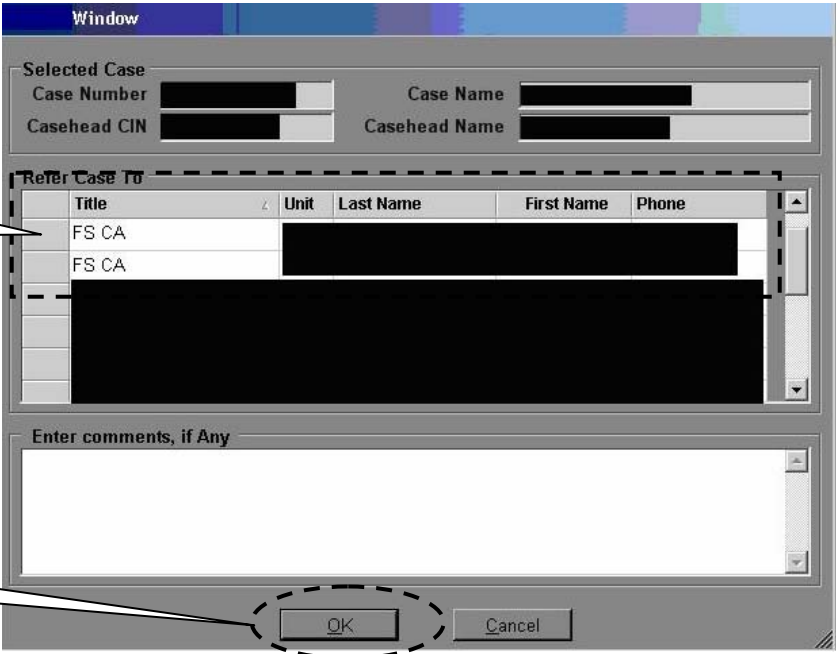 Window
Selected Case
Case Number Case Name
Casehead CIN Casehead Name
Refer Case To
Title Unit Last Name First Name Phone
FS CA
FS CA
Enter comments, if Any
OK Cancel